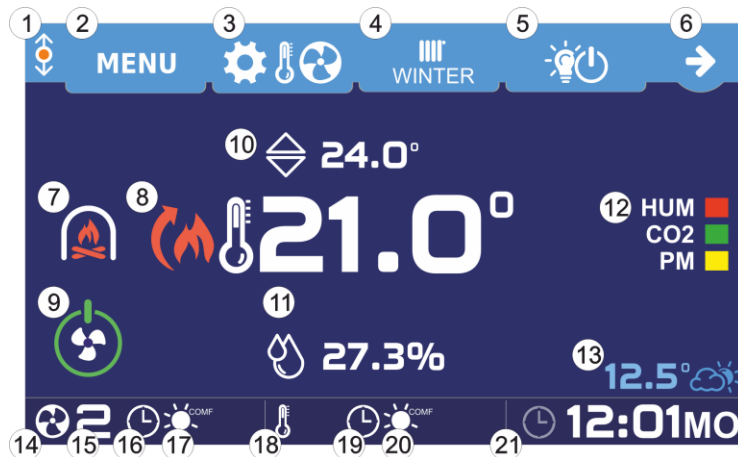 1 2 3 4 5 6
MENU
WINTER
10 24.0°
7 8 21.0° 12 HUM
CO2
PM
9 11
27.3%
13
12.5°
2 COMF COMF 12:01MO
14 15 16 17 18 19 20 21